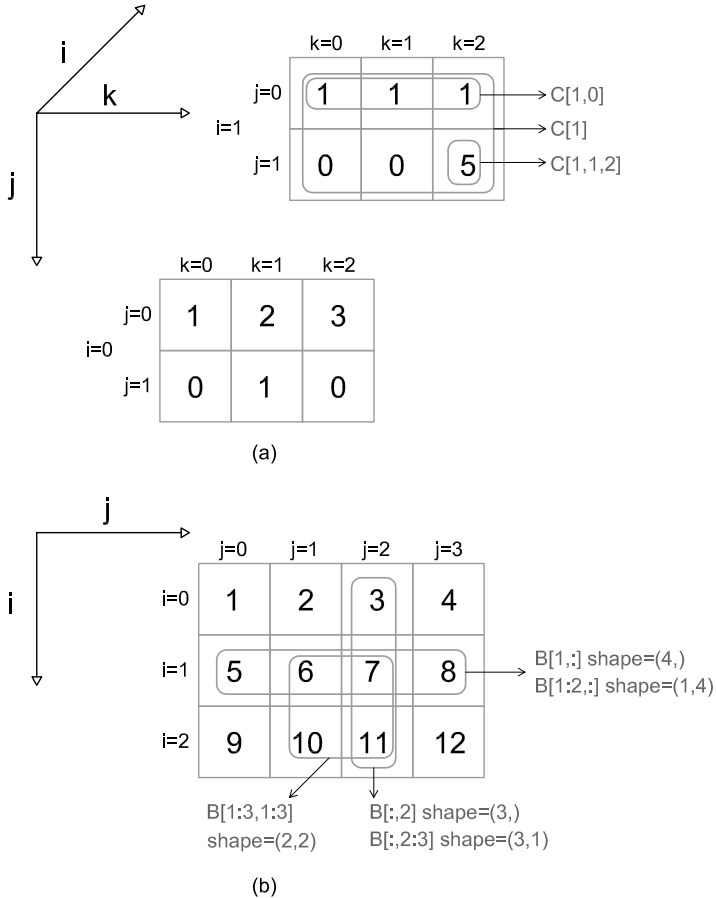 i
k
j
k=0 k=1 k=2
j=0 1 1 1 C[1,0]
i=1 C[1]
j=1 0 0 5 C[1,1,2]
k=0 k=1 k=2
j=0 1 2 3
i=0
j=1 0 1 0
(a)
j
i
j=0 j=1 j=2 j=3
i=0 1 2 3 4
i=1 5 6 7 8
B[1,:] shape=(4,)
B[1:2,:] shape=(1,4)
i=2 9 10 11 12
B[1:3,1:3]
shape=(2,2)
B[:,2] shape=(3,)
B[:,2:3] shape=(3,1)
(b)